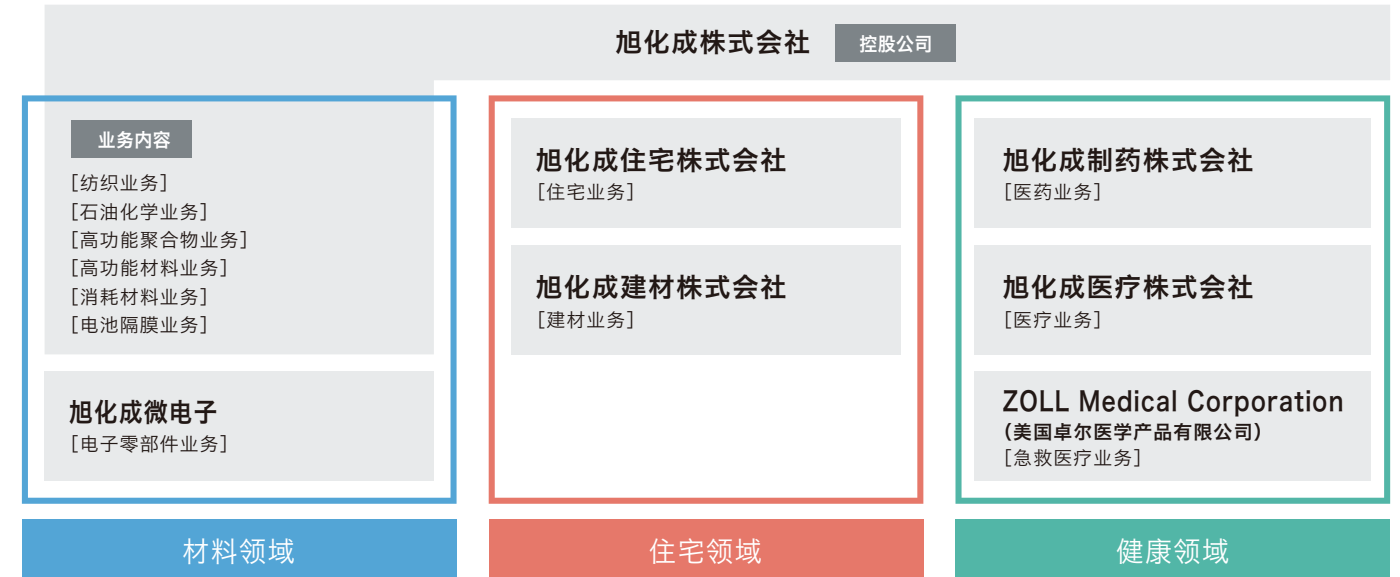 旭化成株式会社 控股公司
业务内容
[纺织业务]
[石油化学业务]
[高功能聚合物业务]
[高功能材料业务]
[消耗材料业务]
[电池隔膜业务]
旭化成微电子
[电子零部件业务]
材料领域
旭化成住宅株式会社
[住宅业务]
旭化成建材株式会社
[建材业务]
住宅领域
旭化成制药株式会社
[医药业务]
旭化成医疗株式会社
[医疗业务]
ZOLL Medical Corporation
(美国卓尔医学产品有限公司)
[急救医疗业务]
健康领域